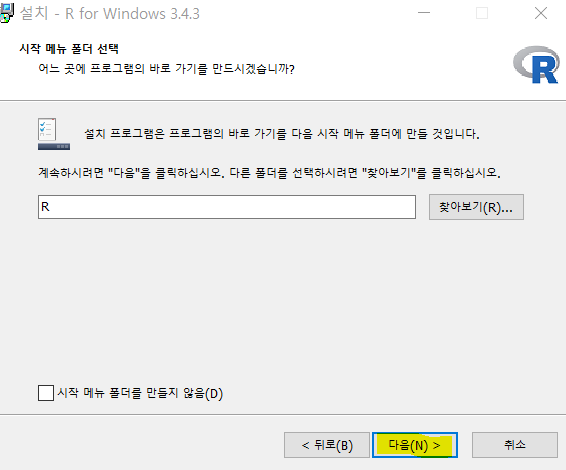 설치 - R for Windows 3.4.3
시작 메뉴 폴더 선택
어느 곳에 프로그램의 바로 가기를 만드시겠습니까?
R
설치 프로그램은 프로그램의 바로 가기를 다음 시작 메뉴 폴더에 만들 것입니다.
계속하시려면 "다음"을 클릭하십시오. 다른 폴더를 선택하시려면 "찾아보기"를 클릭하십시오.
R
찾아보기(R)...
시작 메뉴 폴더를 만들지 않음(D)
< 뒤로(B)
다음(N) >
취소